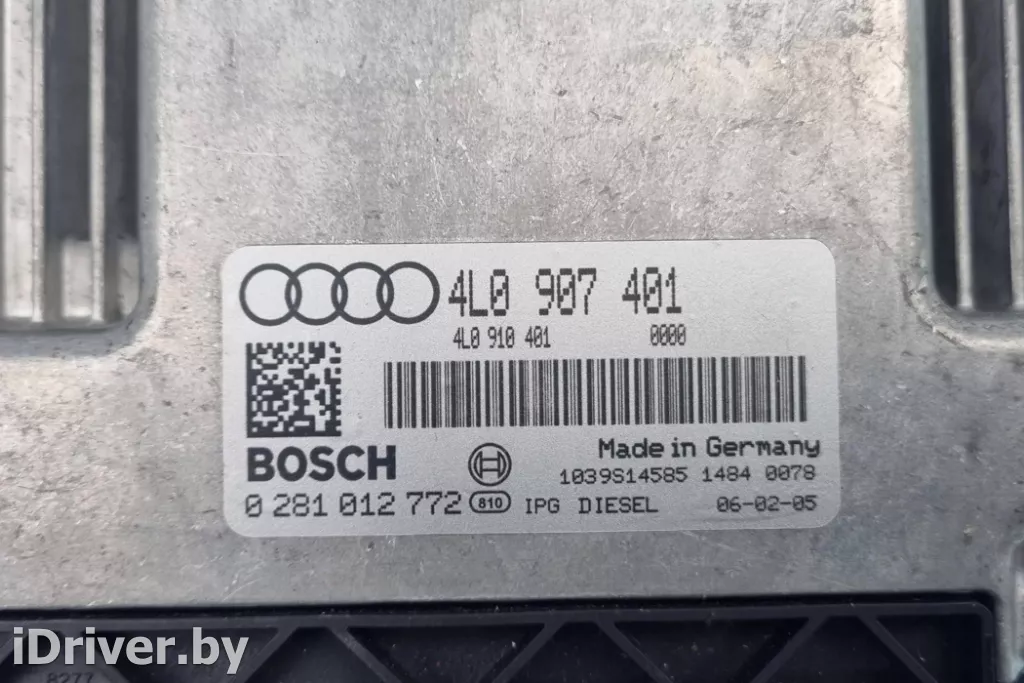 4L0 907 401
4L0 910 401 0000
BOSCH
Made in Germany
1039S14585 1484 0078
0 281 012 772 810 IPG DIESEL 06-02-05
iDriver.by
8277